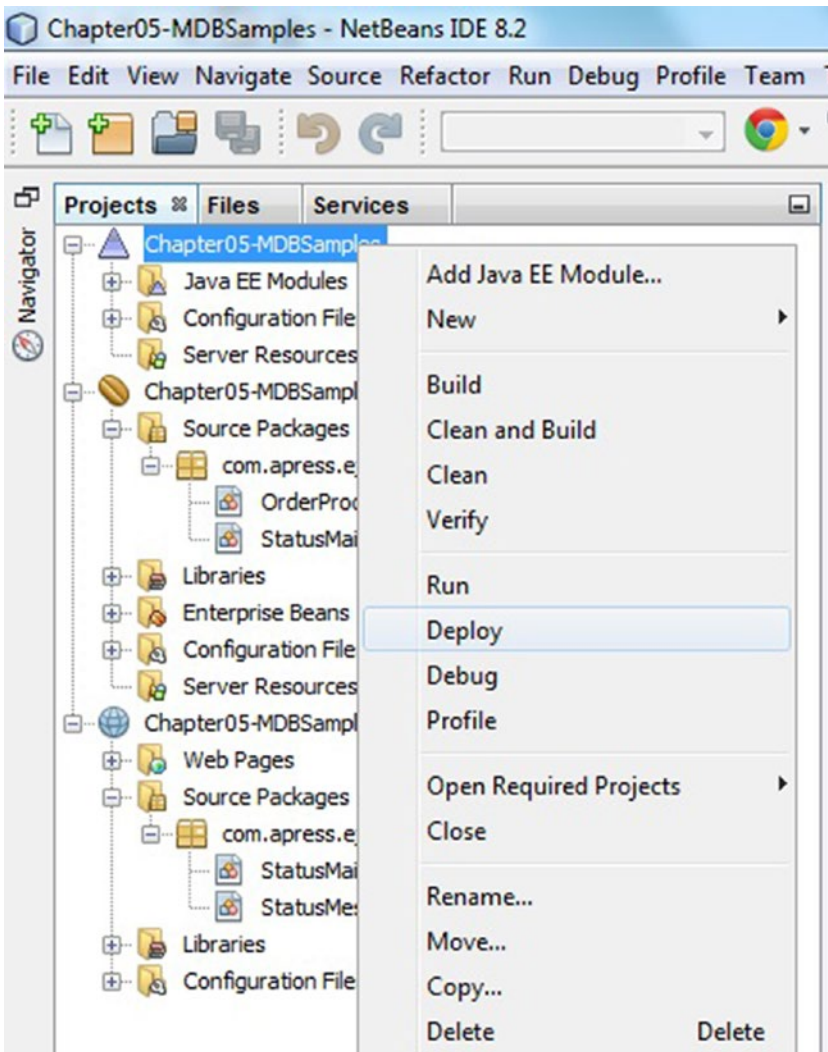 Chapter05-MDBSamples - NetBeans IDE 8.2
File Edit View Navigate Source Refactor Run Debug Profile Team
Projects Files Services
Navigator
Chapter05-MDBSamples
Java EE Modules
Configuration File
Server Resources
Chapter05-MDBSampl
Source Packages
com.apress.ej
OrderProc
StatusMai
Libraries
Enterprise Beans
Configuration File
Server Resources
Chapter05-MDBSampl
Web Pages
Source Packages
com.apress.ej
StatusMai
StatusMes
Libraries
Configuration File
Add Java EE Module...
New
Build
Clean and Build
Clean
Verify
Run
Deploy
Debug
Profile
Open Required Projects
Close
Rename...
Move...
Copy...
Delete Delete